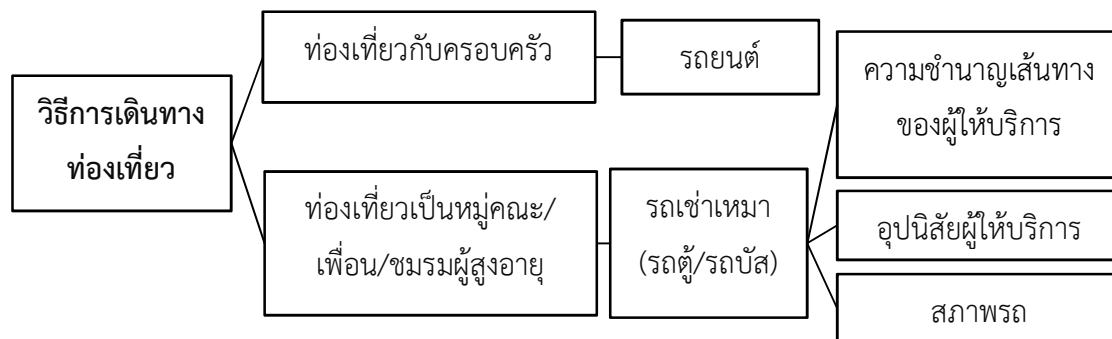 วิธีการเดินทาง
ท่องเที่ยว
ท่องเที่ยวกับครอบครัว
รถยนต์
ท่องเที่ยวเป็นหมู่คณะ/
เพื่อน/ชมรมผู้สูงอายุ
รถเช่าเหมา
(รถตู้/รถบัส)
ความชำนาญเส้นทาง
ของผู้ให้บริการ
อุปนิสัยผู้ให้บริการ
สภาพรถ